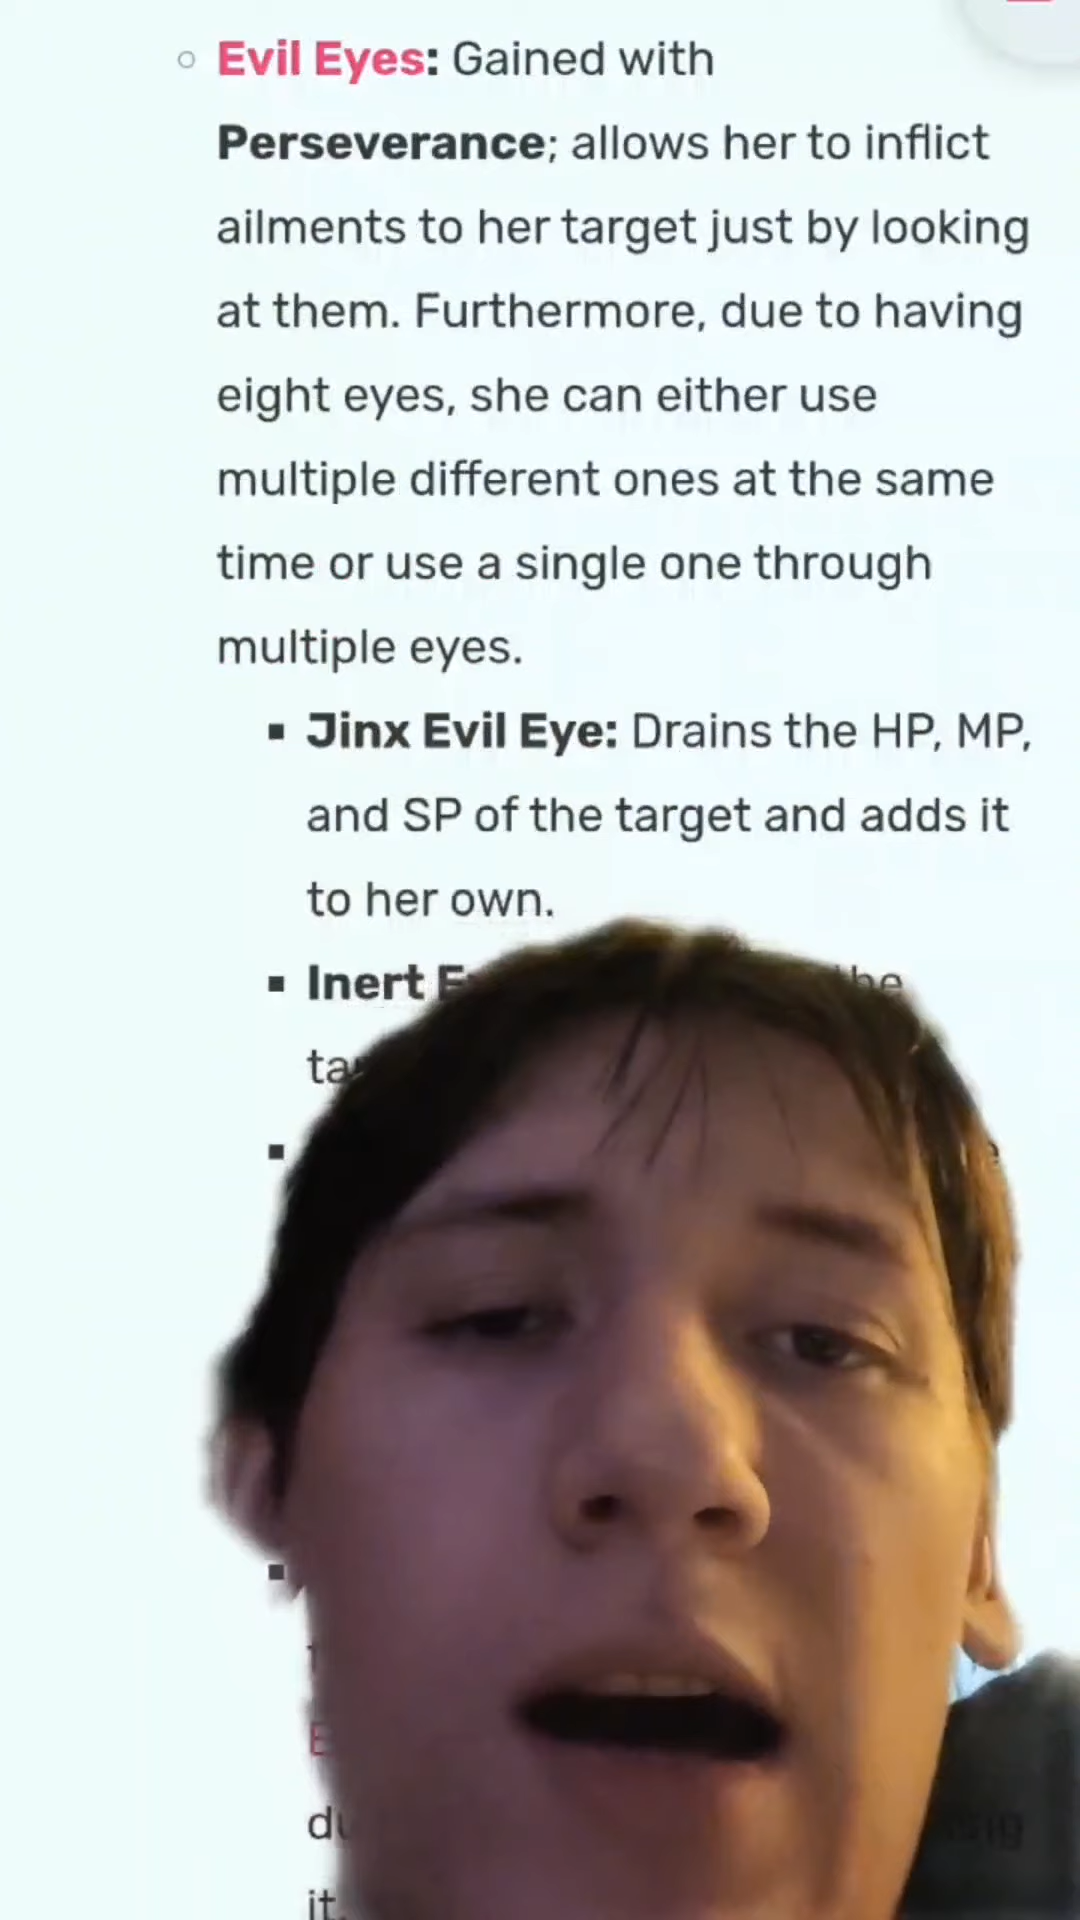 Evil Eyes: Gained with
Perseverance; allows her to inflict
ailments to her target just by looking
at them. Furthermore, due to having
eight eyes, she can either use
multiple different ones at the same
time or use a single one through
multiple eyes.
Jinx Evil Eye: Drains the HP, MP,
and SP of the target and adds it
to her own.
Inert
it.